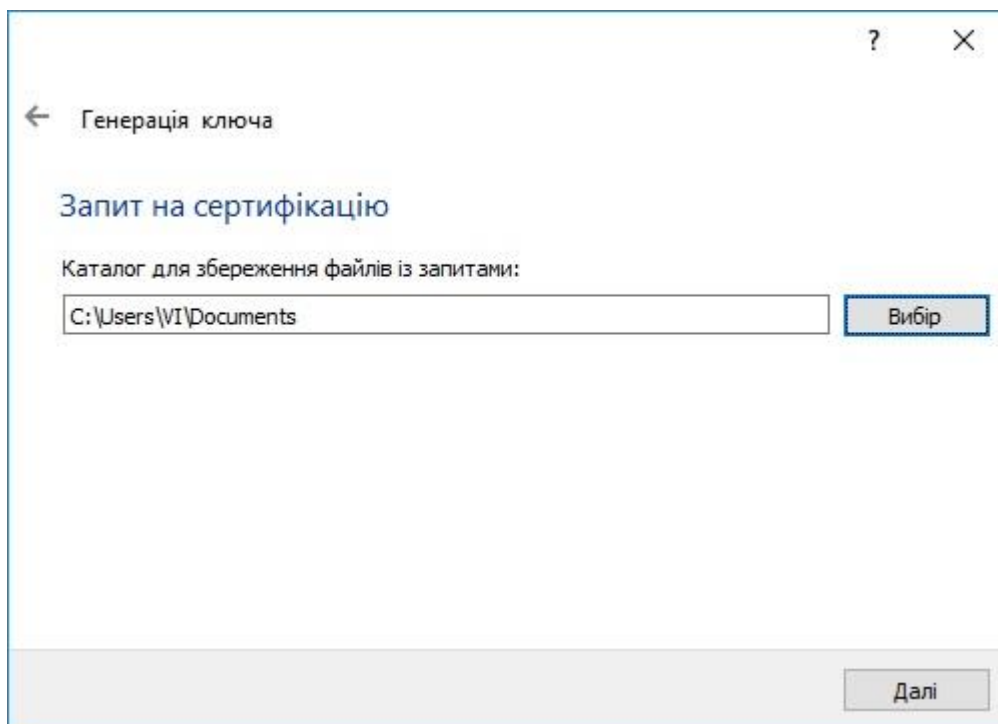 ?
Генерація ключа
Запит на сертифікацію
Каталог для збереження файлів із запитами:
C:\Users\VI\Documents Вибір
Далі